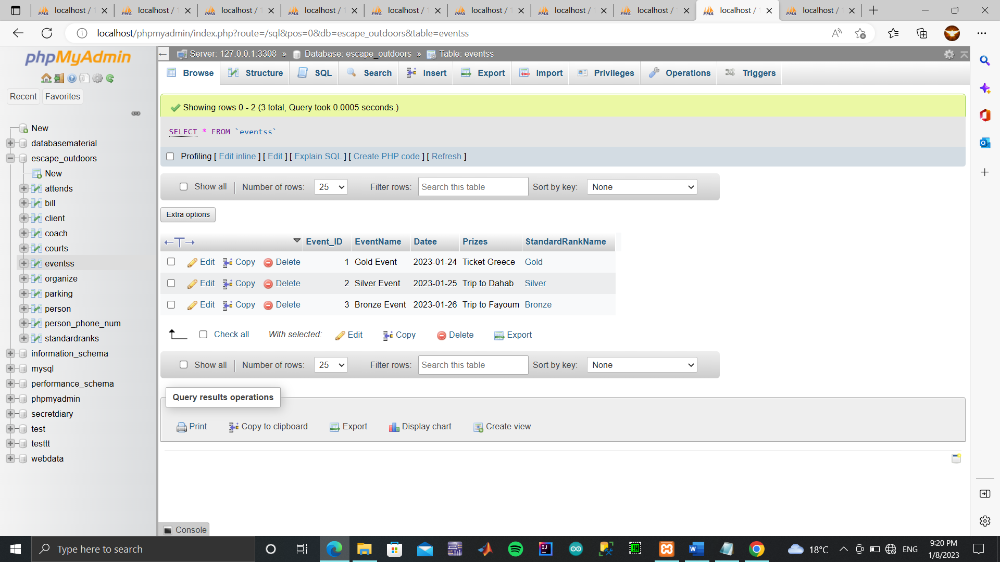 localhost / localhost / localhost / localhost / localhost / localhost / localhost / localhost / localhost / localhost /
localhost/phpmyadmin/index.php?route=/sql&pos=0&db=escape_outdoors&table=eventss
phpMyAdmin
Recent Favorites
New
databasematerial
escape_outdoors
New
attends
bill
client
coach
courts
eventss
organize
parking
person
person_phone_num
standardranks
information_schema
mysql
performance_schema
phpmyadmin
secretdiary
test
testtt
webdata
Server: 127.0.0.1:3308 » Database: escape_outdoors » Table: eventss
Browse Structure SQL Search Insert Export Import Privileges Operations Triggers
Showing rows 0 - 2 (3 total, Query took 0.0005 seconds.)
SELECT * FROM `eventss`
Profiling [ Edit inline ] [ Edit ] [ Explain SQL ] [ Create PHP code ] [ Refresh ]
Show all Number of rows: 25 Filter rows: Search this table Sort by key: None
Extra options
←T→ Event_ID EventName Datee Prizes StandardRankName
Edit Copy Delete 1 Gold Event 2023-01-24 Ticket Greece Gold
Edit Copy Delete 2 Silver Event 2023-01-25 Trip to Dahab Silver
Edit Copy Delete 3 Bronze Event 2023-01-26 Trip to Fayoum Bronze
Check all With selected: Edit Copy Delete Export
Show all Number of rows: 25 Filter rows: Search this table Sort by key: None
Query results operations
Print Copy to clipboard Export Display chart Create view
Console
Type here to search
18°C ENG
9:20 PM
1/8/2023